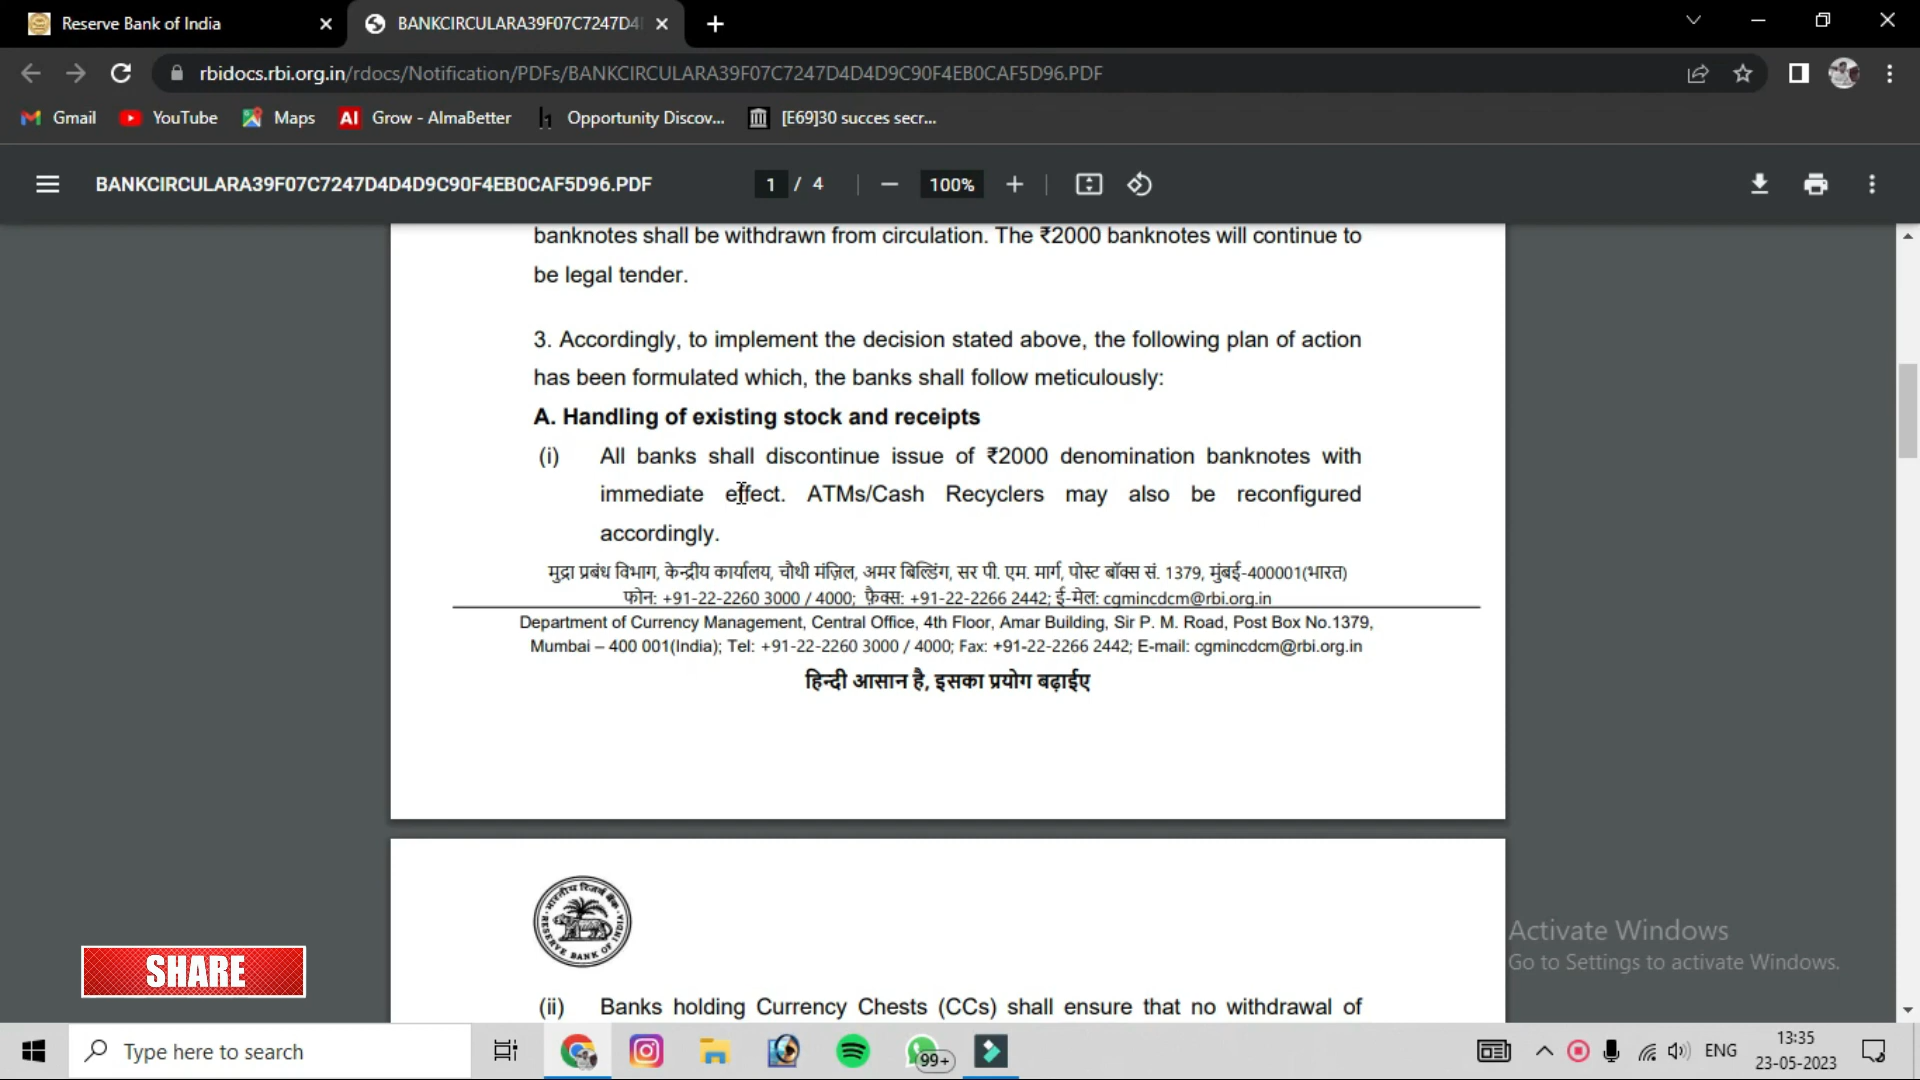 Reserve Bank of India
BANKCIRCULARA39F07C7247D4
rbidocs.rbi.org.in/rdocs/Notification/PDFs/BANKCIRCULARA39F07C7247D4D4D9C90F4EB0CAF5D96.PDF
Gmail YouTube Maps AI Grow - AlmaBetter Opportunity Discov... [E69]30 succes secr...
BANKCIRCULARA39F07C7247D4D4D9C90F4EB0CAF5D96.PDF 1 / 4 100%
banknotes shall be withdrawn from circulation. The ₹2000 banknotes will continue to
be legal tender.
3. Accordingly, to implement the decision stated above, the following plan of action
has been formulated which, the banks shall follow meticulously:
A. Handling of existing stock and receipts
(i) All banks shall discontinue issue of ₹2000 denomination banknotes with
immediate effect. ATMs/Cash Recyclers may also be reconfigured
accordingly.
मुद्रा प्रबंध विभाग, केन्द्रीय कार्यालय, चौथी मंज़िल, अमर बिल्डिंग, सर पी. एम. मार्ग, पोस्ट बॉक्स सं. 1379, मुंबई-400001(भारत)
फोन: +91-22-2260 3000 / 4000; फ़ैक्स: +91-22-2266 2442; ई-मेल: cgmincdcm@rbi.org.in
Department of Currency Management, Central Office, 4th Floor, Amar Building, Sir P. M. Road, Post Box No.1379,
Mumbai – 400 001(India); Tel: +91-22-2260 3000 / 4000; Fax: +91-22-2266 2442; E-mail: cgmincdcm@rbi.org.in
हिन्दी आसान है, इसका प्रयोग बढ़ाईए
भारतीय रिज़र्व बैंक
RESERVE BANK OF INDIA
(ii) Banks holding Currency Chests (CCs) shall ensure that no withdrawal of
SHARE
Activate Windows
Go to Settings to activate Windows.
Type here to search
99+
ENG
13:35
23-05-2023